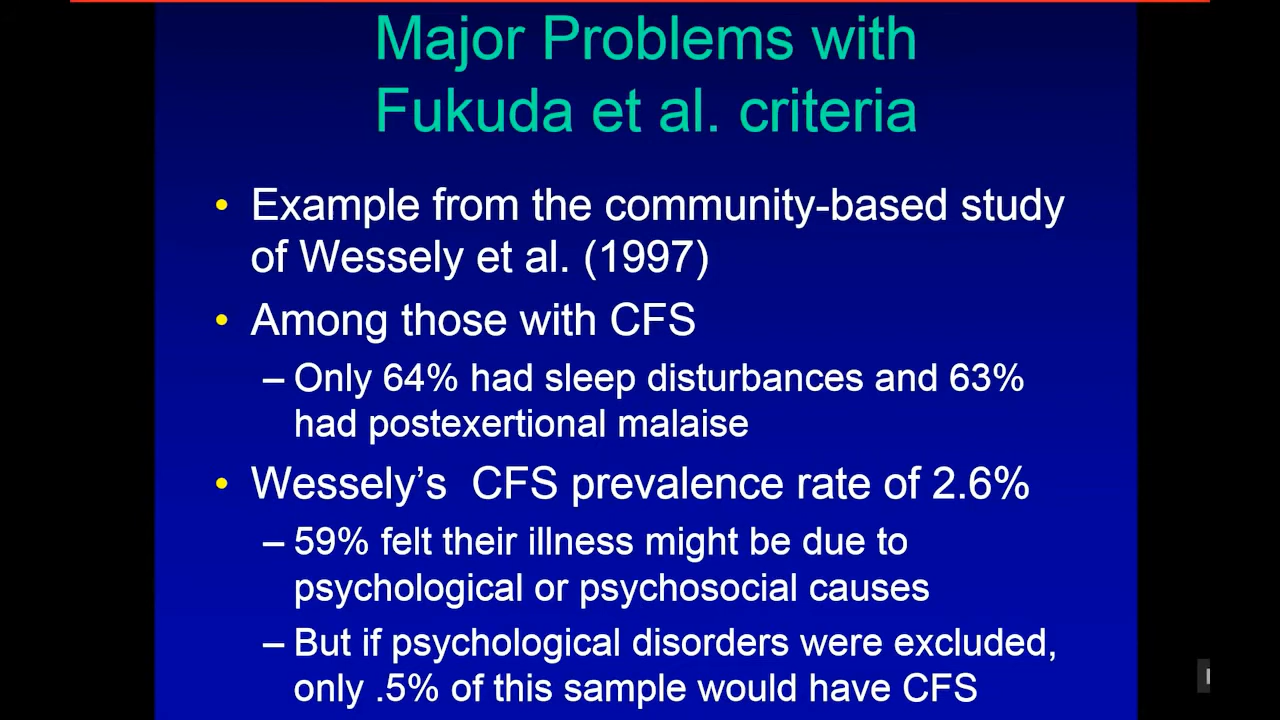 Major Problems with
Fukuda et al. criteria
• Example from the community-based study
of Wessely et al. (1997)
• Among those with CFS
– Only 64% had sleep disturbances and 63%
had postexertional malaise
• Wessely’s  CFS prevalence rate of 2.6%
– 59% felt their illness might be due to
psychological or psychosocial causes
– But if psychological disorders were excluded,
only .5% of this sample would have CFS